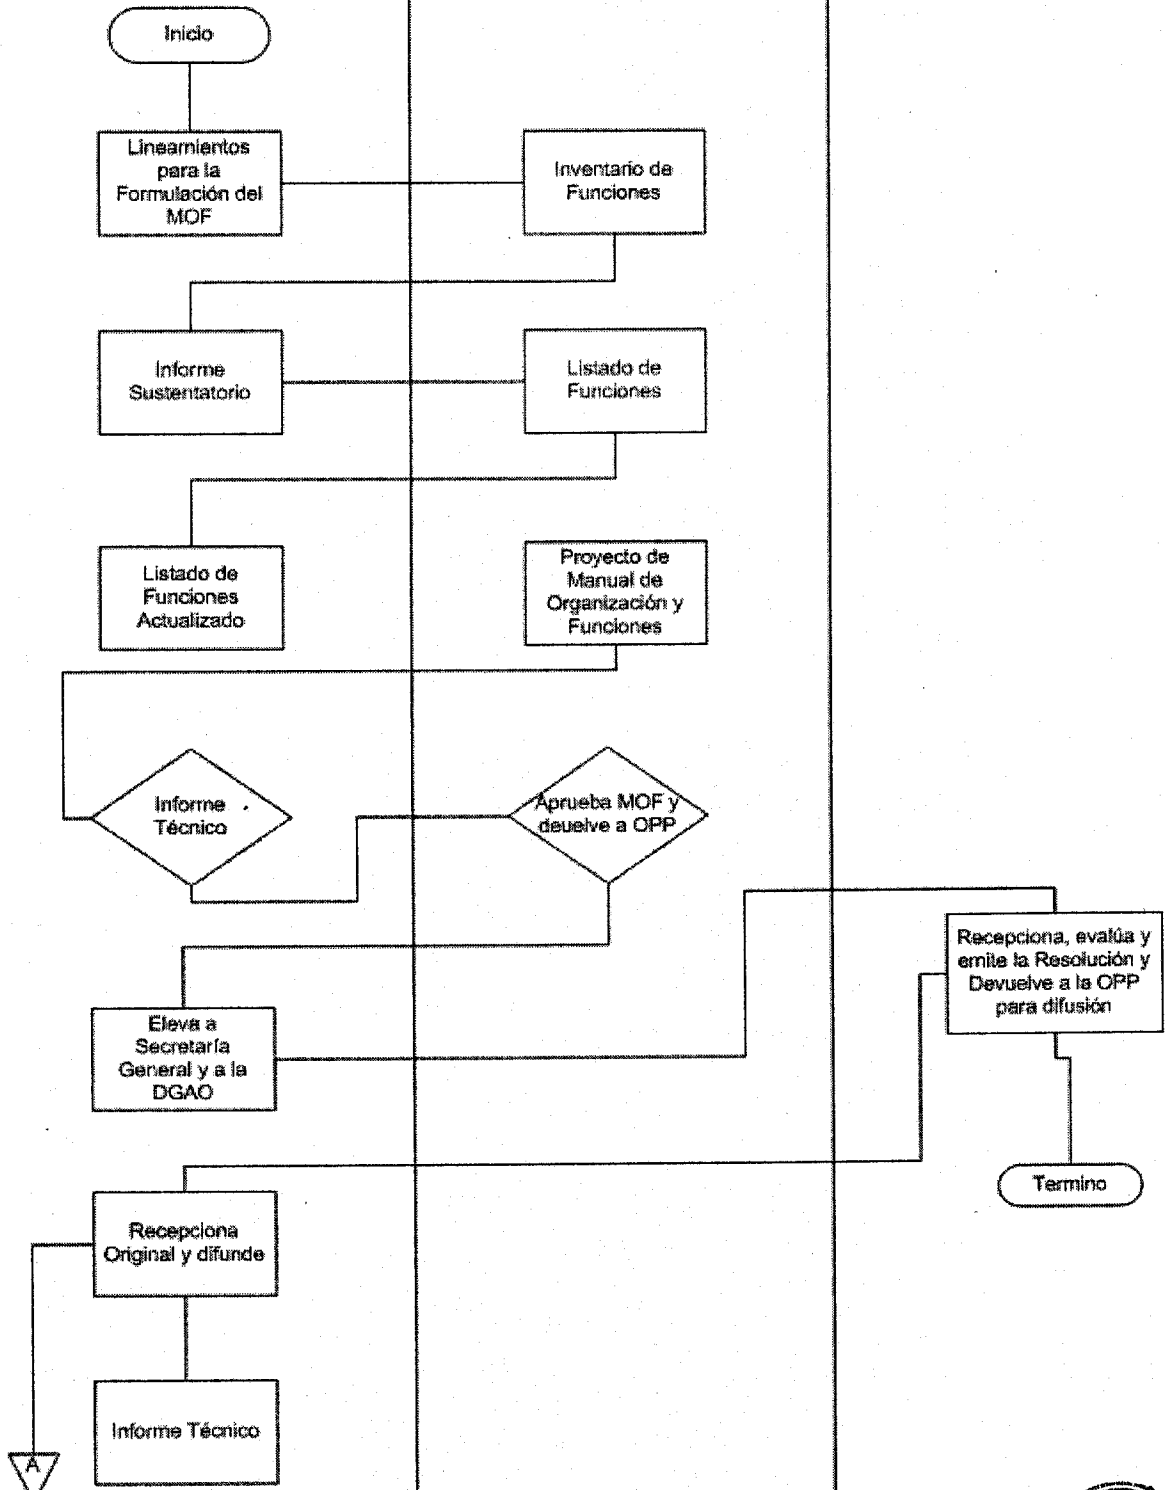 Inicio
Lineamientos
para la
Formulación del
MOF
Inventario de
Funciones
Informe
Sustentatorio
Listado de
Funciones
Listado de
Funciones
Actualizado
Proyecto de
Manual de
Organización y
Funciones
Informe
Técnico
Aprueba MOF y
deuelve a OPP
Recepciona, evalúa y
emite la Resolución y
Devuelve a la OPP
para difusión
Eleva a
Secretaría
General y a la
DGAO
Termino
Recepciona
Original y difunde
Informe Técnico
A